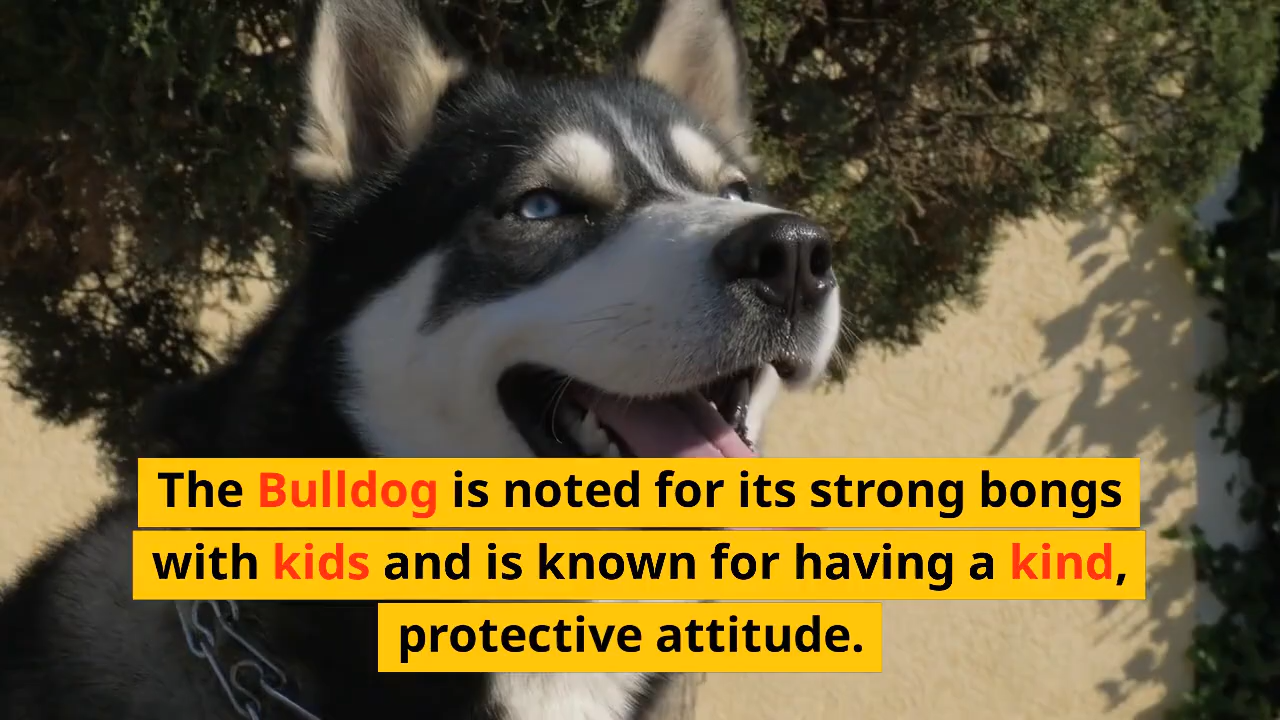 The Bulldog is noted for its strong bongs
with kids and is known for having a kind,
protective attitude.